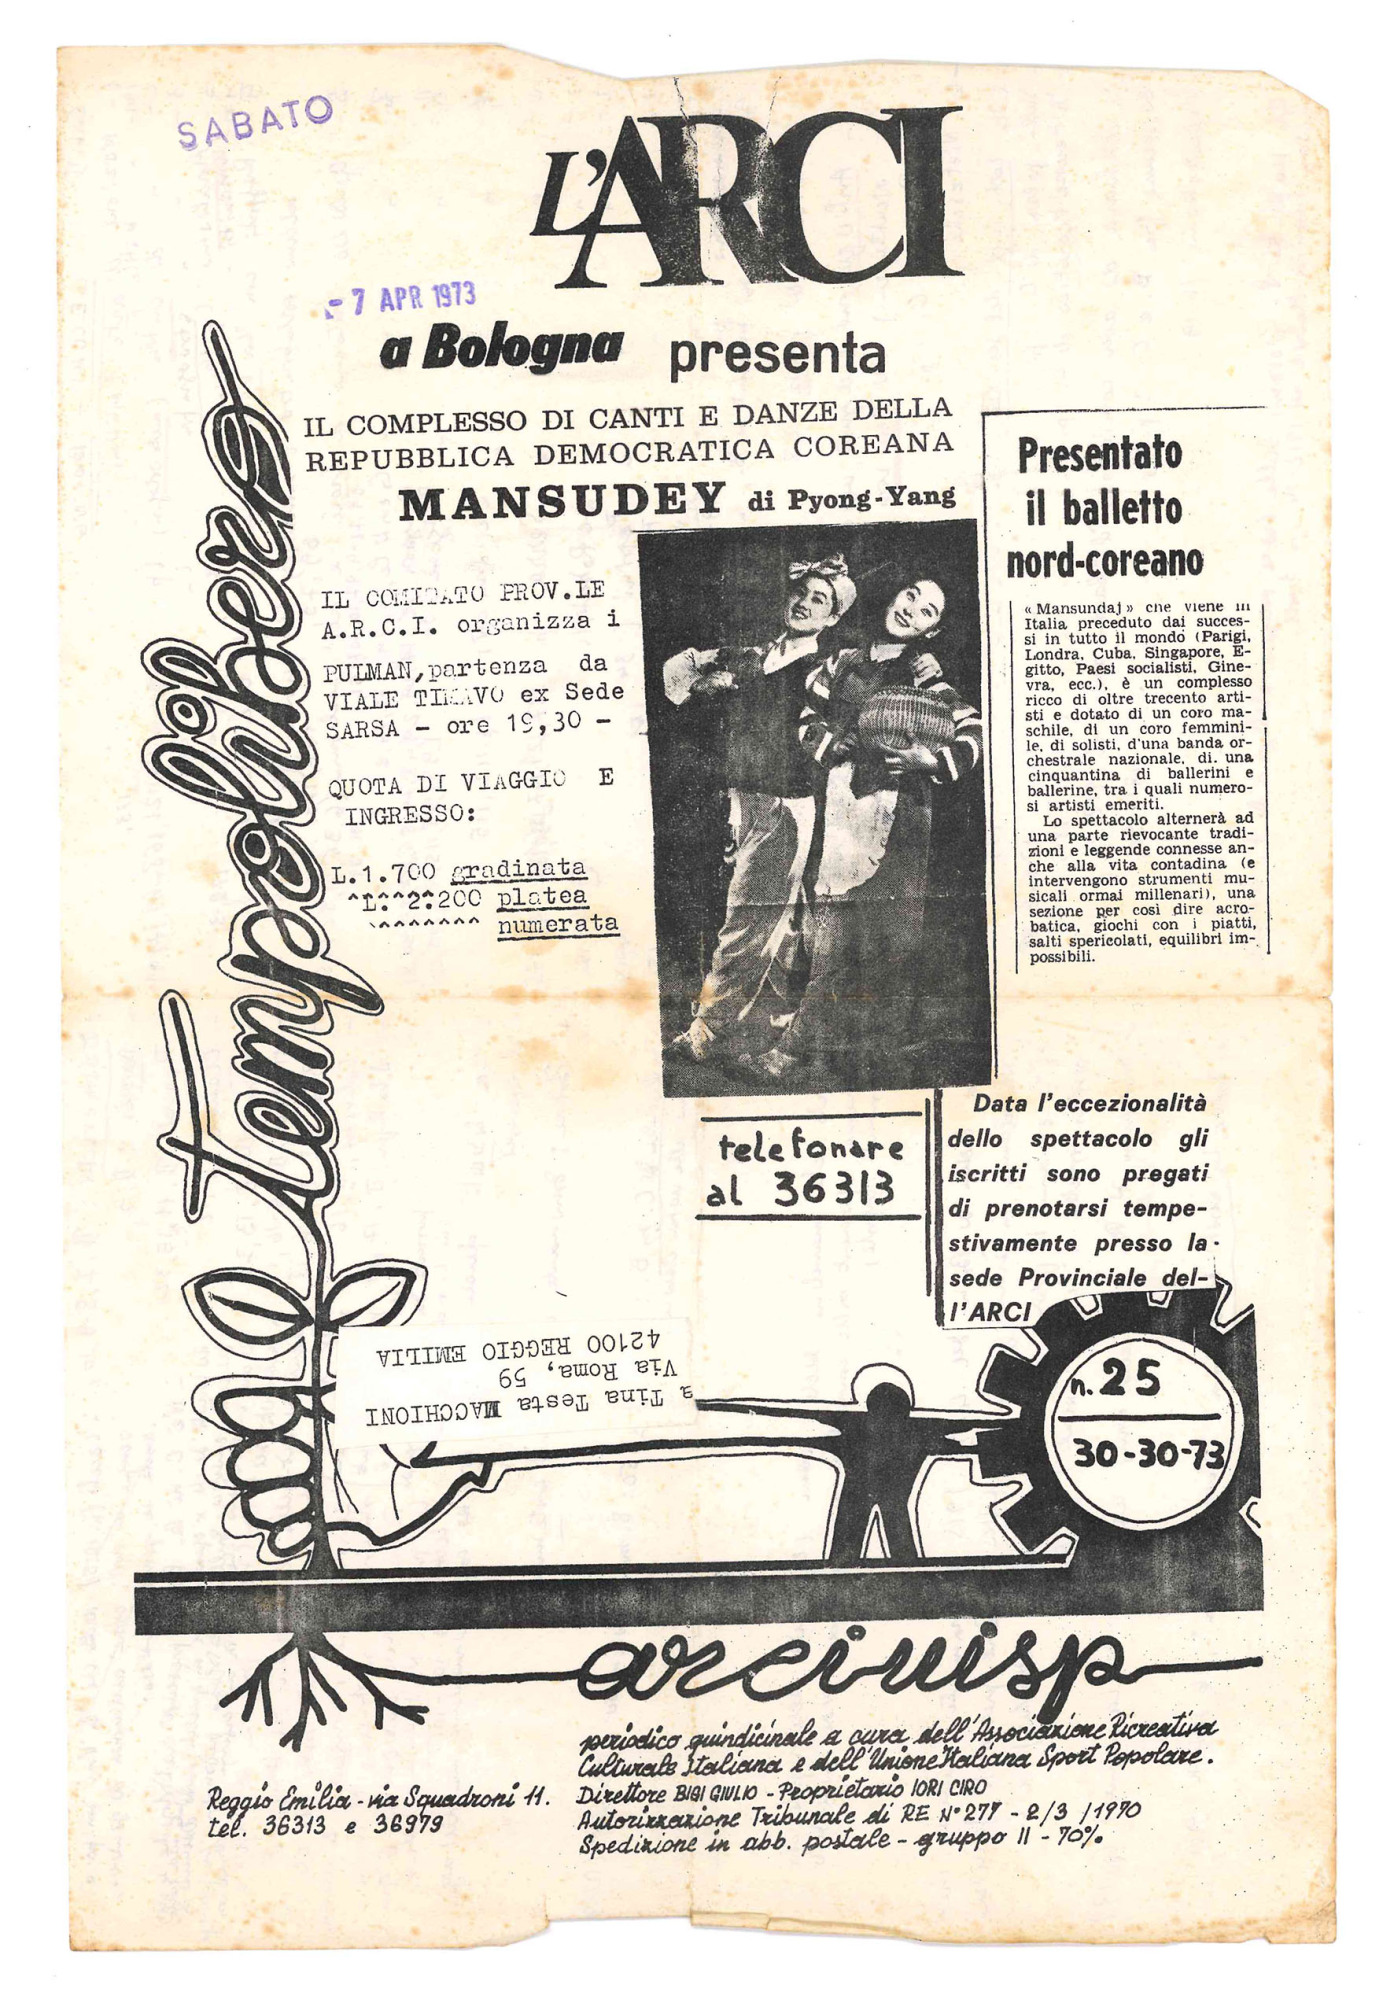 SABATO
L'ARCI
- 7 APR 1973
a Bologna presenta
IL COMPLESSO DI CANTI E DANZE DELLA
REPUBBLICA DEMOCRATICA COREANA
MANSUDEY di Pyong-Yang
tempolibero
IL COMITATO PROV.LE
A.R.C.I. organizza i
PULMAN, partenza da
VIALE TIMAVO ex Sede
SARSA - ore 19,30 -
QUOTA DI VIAGGIO E
INGRESSO:
L.1.700 gradinata
L. 2.200 platea
numerata
Presentato
il balletto
nord-coreano
« Mansundaj » che viene in
Italia preceduto dai succes-
si in tutto il mondo (Parigi,
Londra, Cuba, Singapore, E-
gitto, Paesi socialisti, Gine-
vra, ecc.), è un complesso
ricco di oltre trecento arti-
sti e dotato di un coro ma-
schile, di un coro femmini-
le, di solisti, d'una banda or-
chestrale nazionale, di una
cinquantina di ballerini e
ballerine, tra i quali numero-
si artisti emeriti.
Lo spettacolo alternerà ad
una parte rievocante tradi-
zioni e leggende connesse an-
che alla vita contadina (e
intervengono strumenti mu-
sicali ormai millenari), una
sezione per così dire acro-
batica, giochi con i piatti,
salti spericolati, equilibri im-
possibili.
telefonare
al 36313
Data l'eccezionalità
dello spettacolo gli
iscritti sono pregati
di prenotarsi tempe-
stivamente presso la
sede Provinciale del-
l'ARCI
a Tina Testa MACCHIONI
Via Roma, 59
42100 REGGIO EMILIA
n. 25
30-30-73
arciuisp
periodico quindicinale a cura dell'Associazione Ricreativa
Culturale Italiana e dell'Unione Italiana Sport Popolare.
Direttore BIGI GIULIO - Proprietario IORI CIRO
Autorizzazione Tribunale di RE N° 277 - 2/3 /1970
Spedizione in abb. postale - gruppo II - 70%
Reggio Emilia - via Squadroni 11.
tel. 36313 e 36979